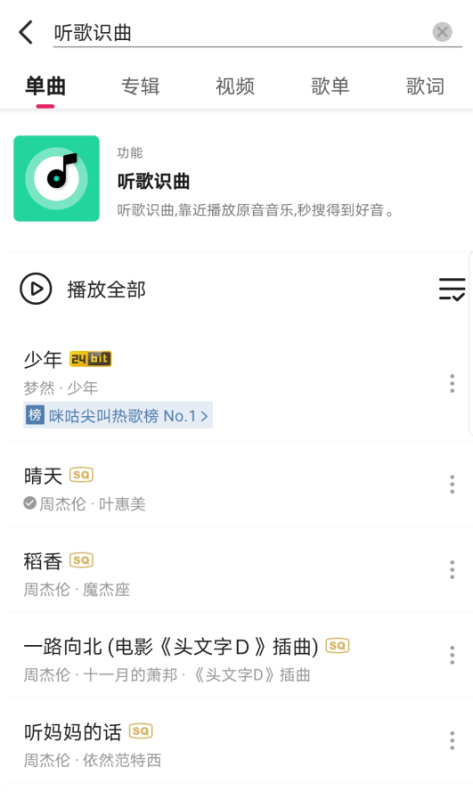 听歌识曲
单曲 专辑 视频 歌单 歌词
功能
听歌识曲
听歌识曲,靠近播放原音音乐,秒搜得到好音。
播放全部
少年 24bit
梦然 · 少年
榜 咪咕尖叫热歌榜 No.1 >
晴天 SQ
周杰伦 · 叶惠美
稻香 SQ
周杰伦 · 魔杰座
一路向北 (电影《头文字D》插曲) SQ
周杰伦 · 十一月的萧邦 · 《头文字D》插曲
听妈妈的话 SQ
周杰伦 · 依然范特西